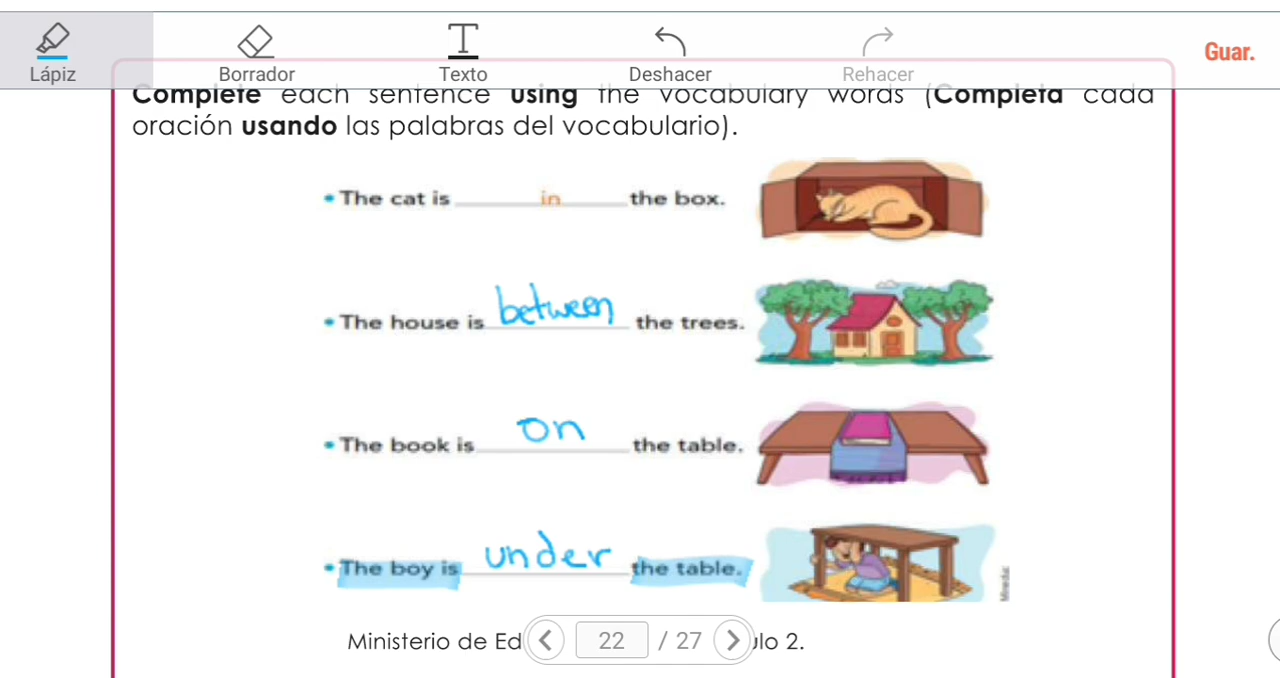 Guar.
Lápiz Borrador Texto Deshacer Rehacer
Complete each sentence using the vocabulary words (Completa cada
oración usando las palabras del vocabulario).
• The cat is in the box.
• The house is between the trees.
• The book is on the table.
• The boy is under the table.
Mineduc
Ministerio de Ed 22 / 27 ulo 2.